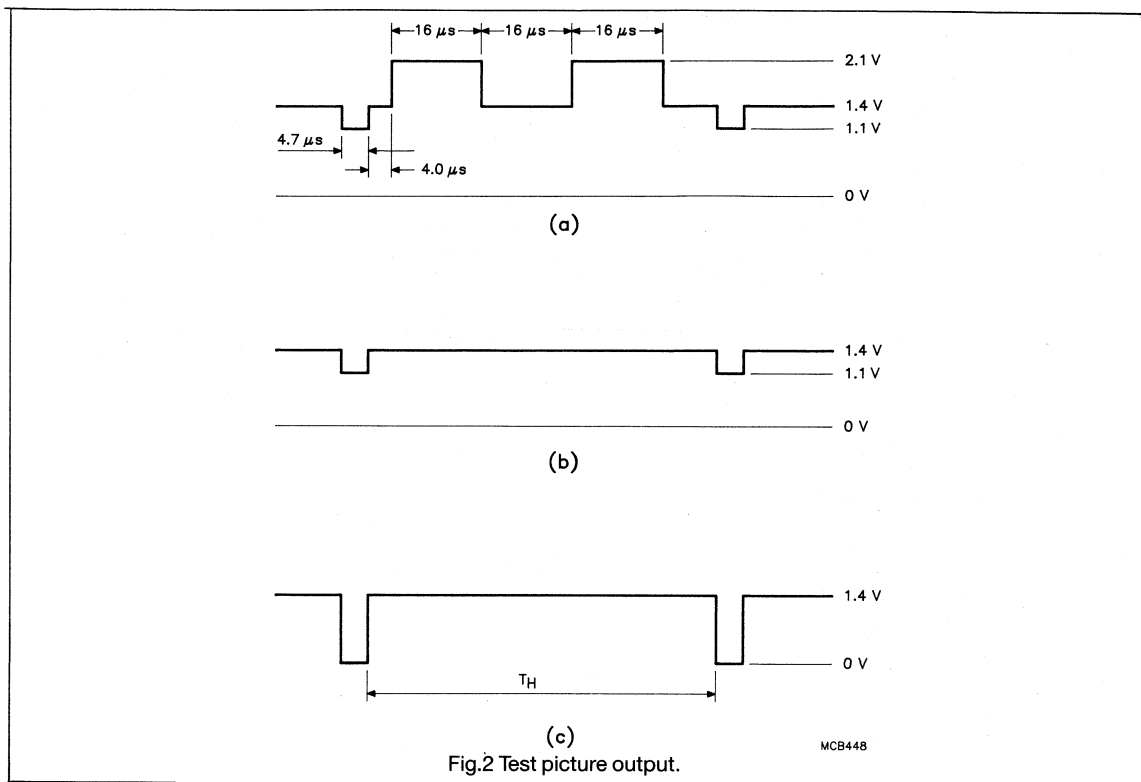 16 μs 16 μs 16 μs
2.1 V
1.4 V
1.1 V
4.7 μs
4.0 μs
0 V
(a)
1.4 V
1.1 V
0 V
(b)
1.4 V
0 V
TH
(c)
MCB448
Fig.2 Test picture output.